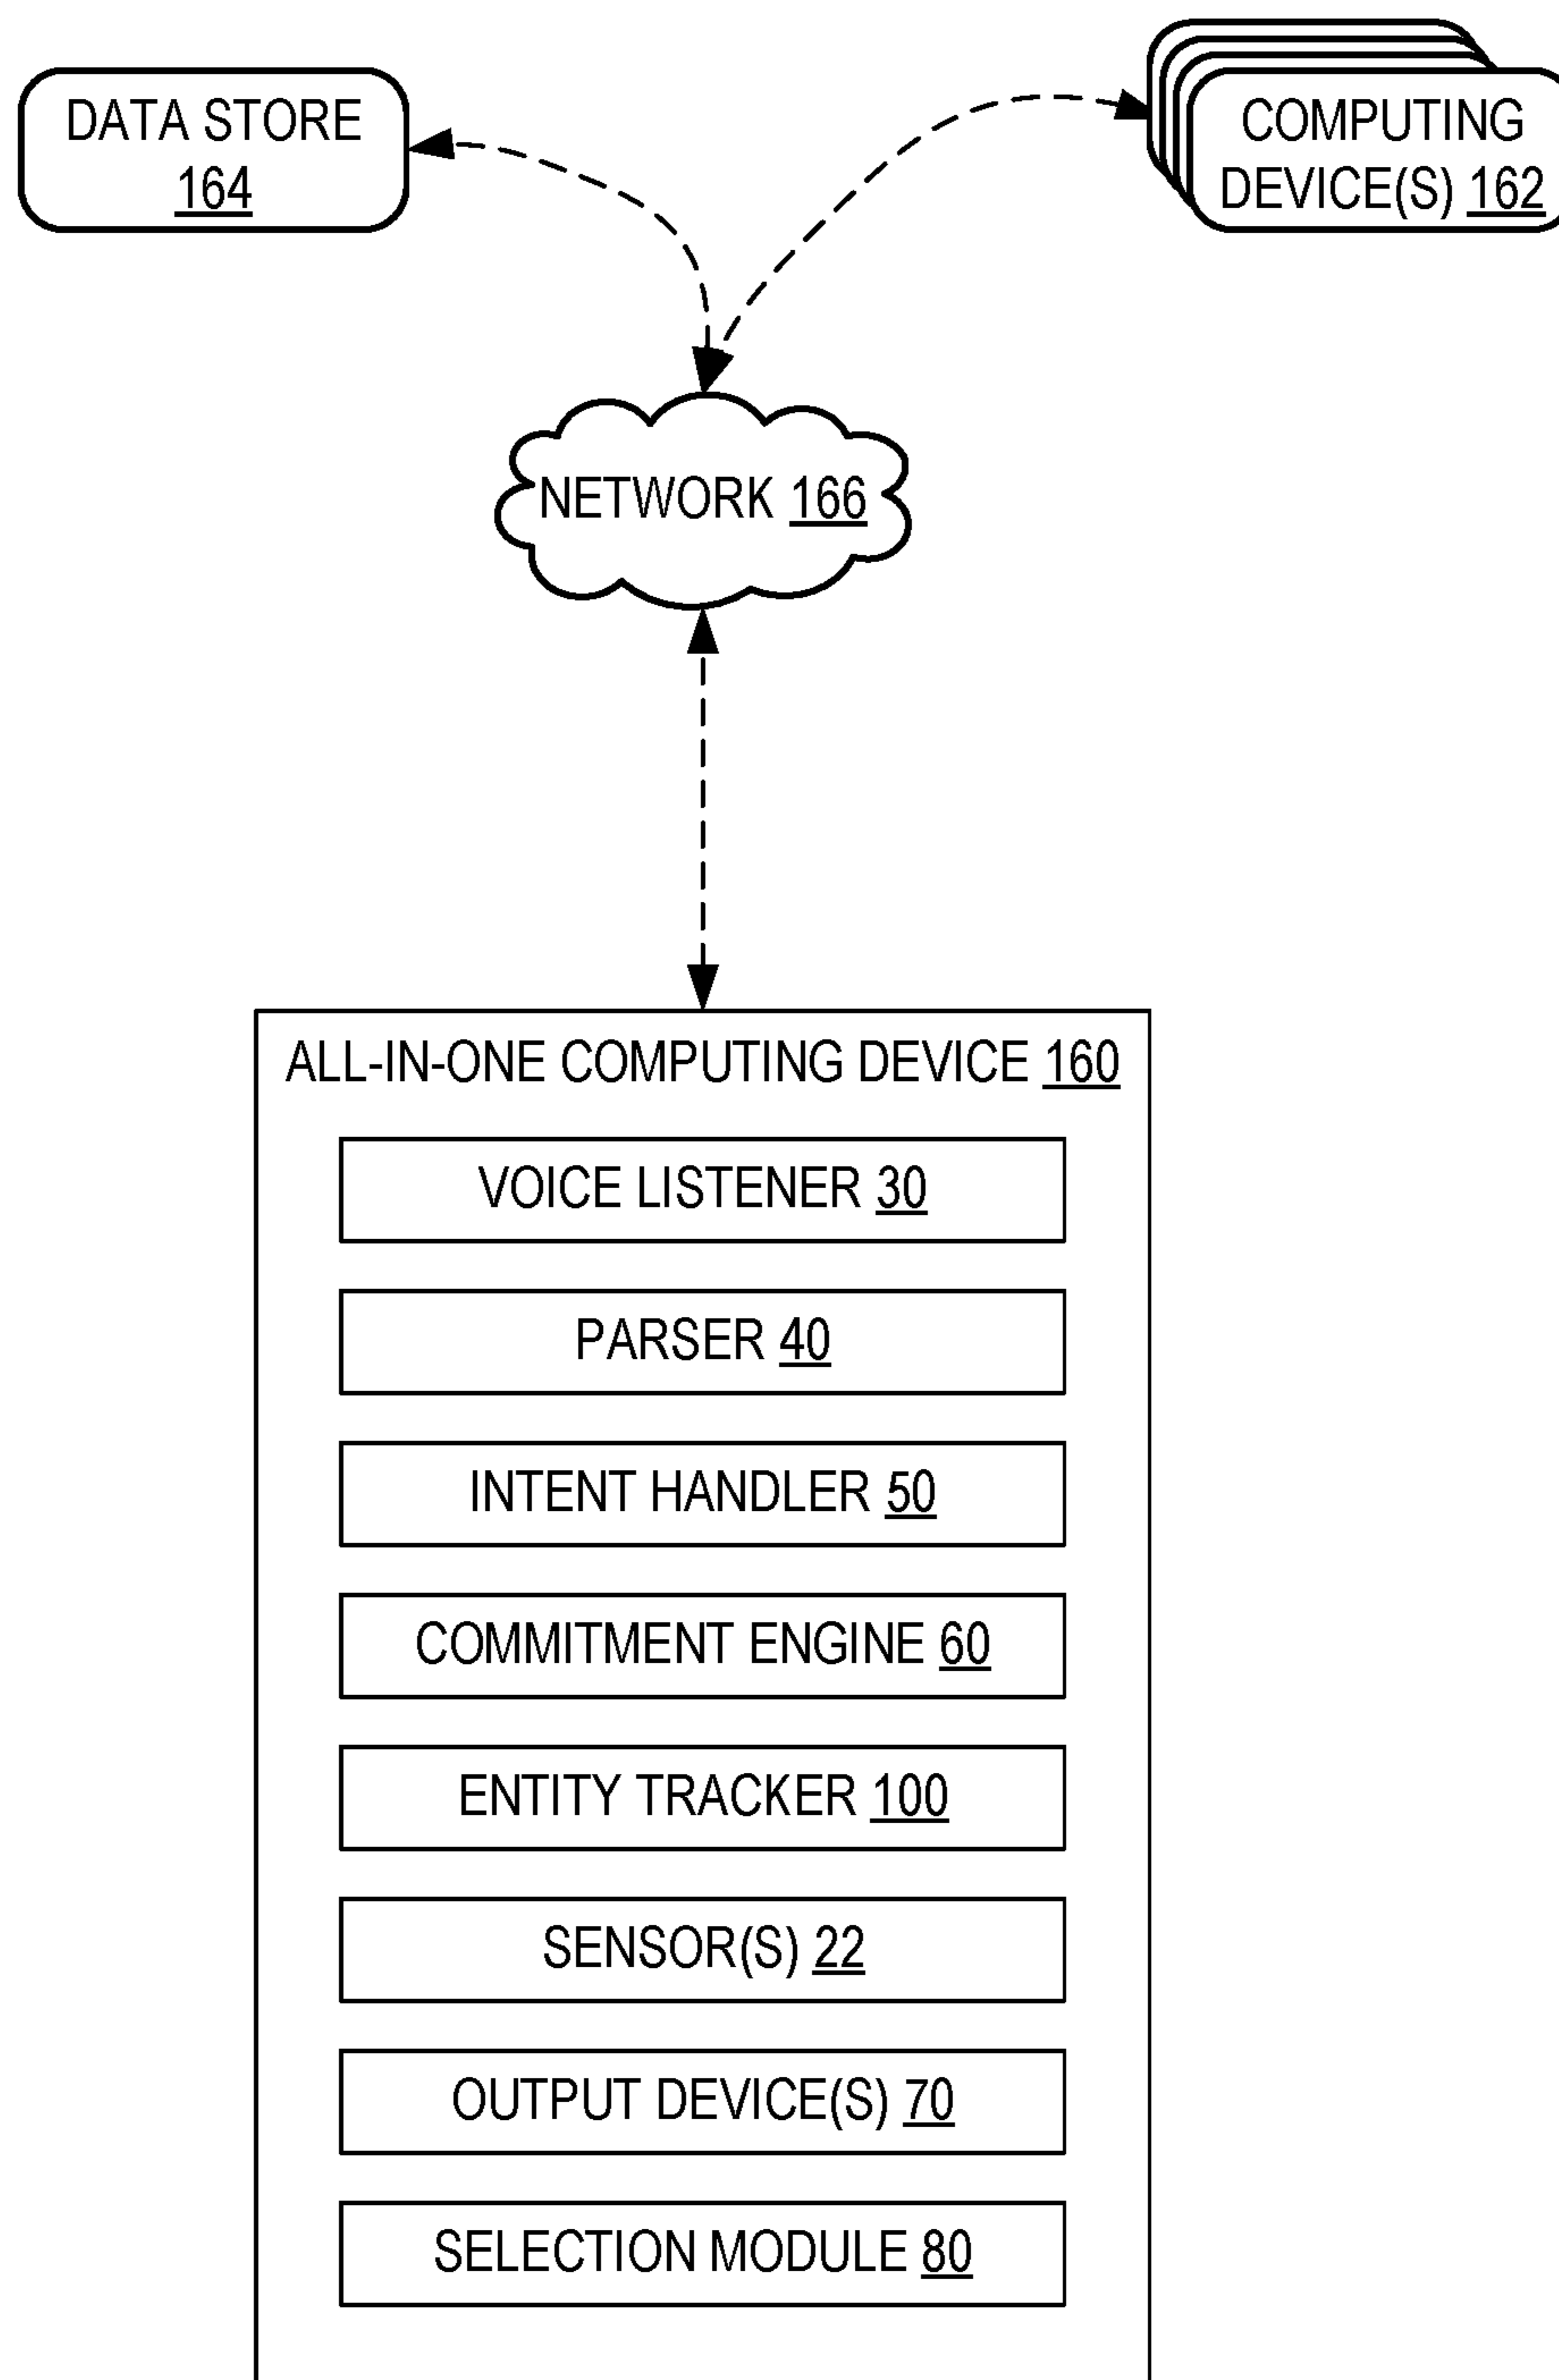 DATA STORE
164
COMPUTING
DEVICE(S) 162
NETWORK 166
ALL-IN-ONE COMPUTING DEVICE 160
VOICE LISTENER 30
PARSER 40
INTENT HANDLER 50
COMMITMENT ENGINE 60
ENTITY TRACKER 100
SENSOR(S) 22
OUTPUT DEVICE(S) 70
SELECTION MODULE 80